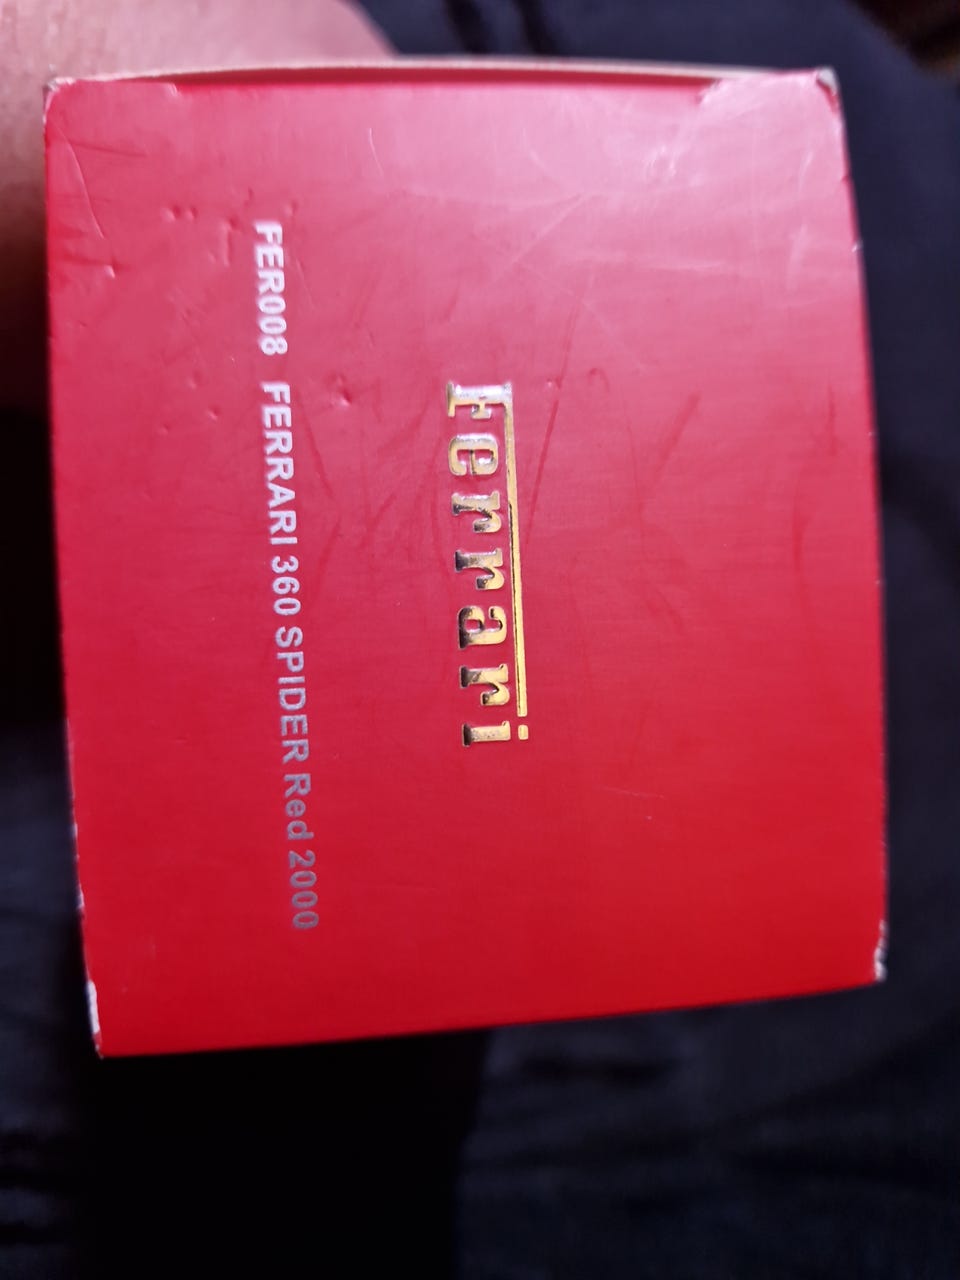 Ferrari
FER008 FERRARI 360 SPIDER Red 2000